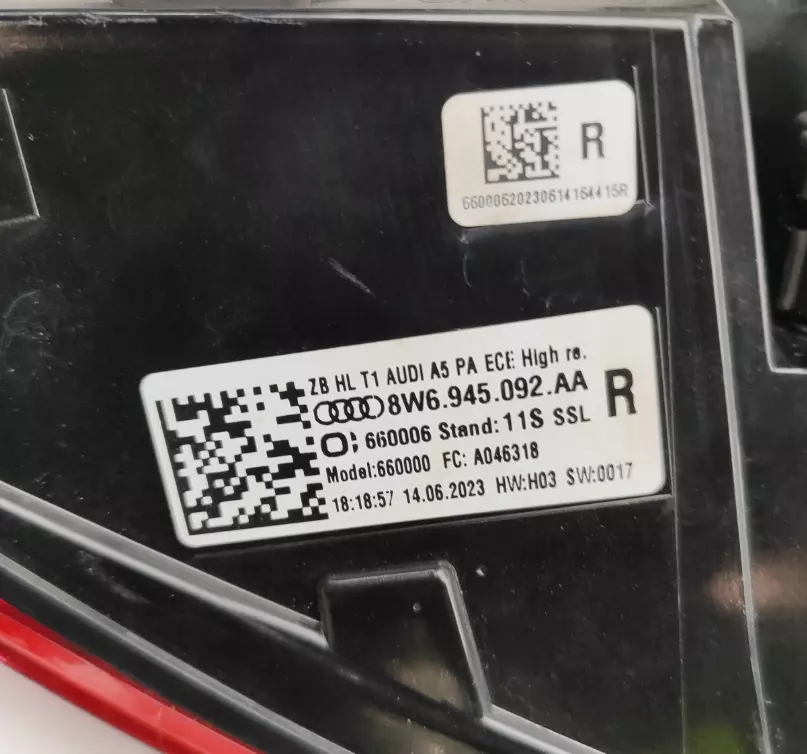 R
66000620230614164415R
ZB HL T1 AUDI A5 PA ECE High re.
8W6.945.092.AA
R
660006 Stand: 11S SSL
Model:660000 FC: A046318
18:18:57 14.06.2023 HW:H03 SW:0017